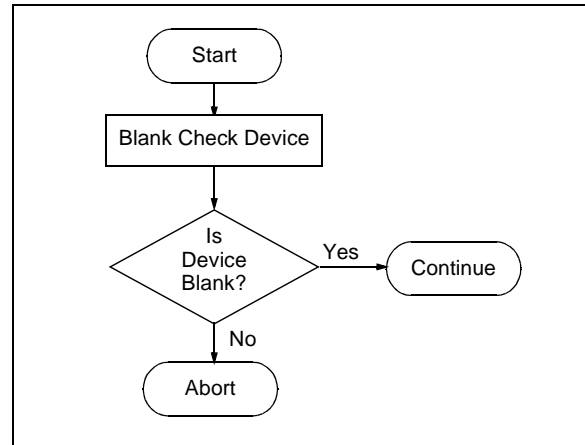 Start
Blank Check Device
Is
Device
Blank?
Yes
Continue
No
Abort